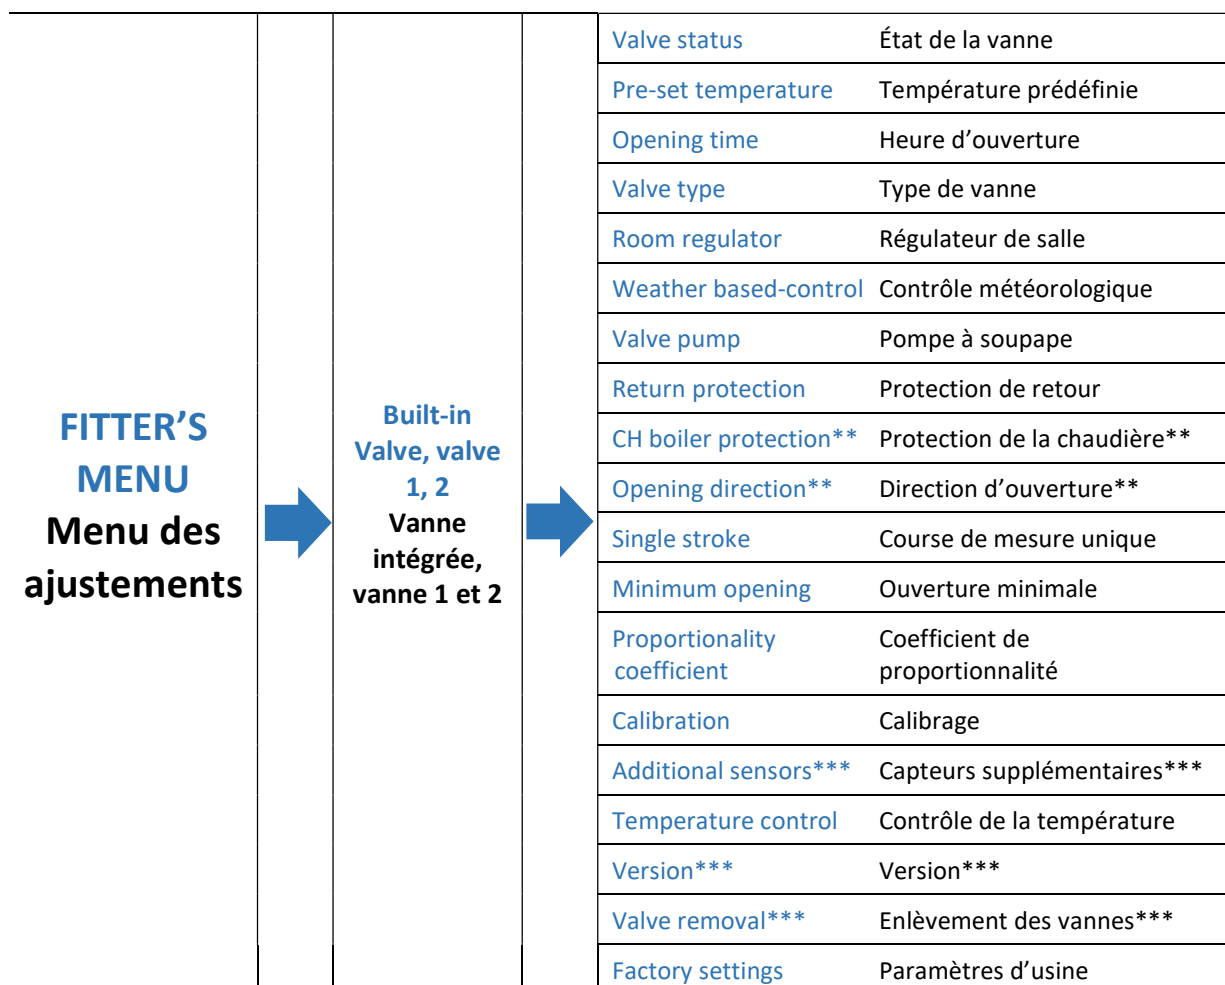 FITTER’S
MENU
Menu des
ajustements
Built-in
Valve, valve
1, 2
Vanne
intégrée,
vanne 1 et 2
Valve status État de la vanne
Pre-set temperature Température prédéfinie
Opening time Heure d’ouverture
Valve type Type de vanne
Room regulator Régulateur de salle
Weather based-control Contrôle météorologique
Valve pump Pompe à soupape
Return protection Protection de retour
CH boiler protection** Protection de la chaudière**
Opening direction** Direction d’ouverture**
Single stroke Course de mesure unique
Minimum opening Ouverture minimale
Proportionality Coefficient de
coefficient proportionnalité
Calibration Calibrage
Additional sensors*** Capteurs supplémentaires***
Temperature control Contrôle de la température
Version*** Version***
Valve removal*** Enlèvement des vannes***
Factory settings Paramètres d’usine